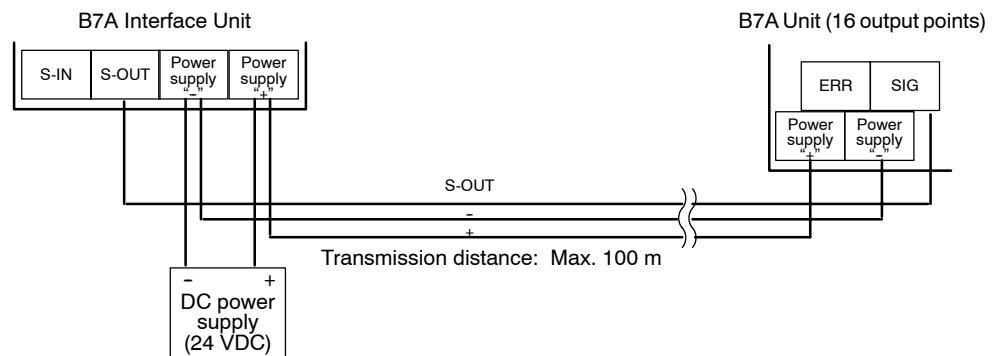 B7A Interface Unit
B7A Unit (16 output points)
S-IN
S-OUT
Power
supply
“-”
Power
supply
“+”
ERR
SIG
Power
supply
“+”
Power
supply
“-”
S-OUT
-
+
Transmission distance: Max. 100 m
- +
DC power
supply
(24 VDC)